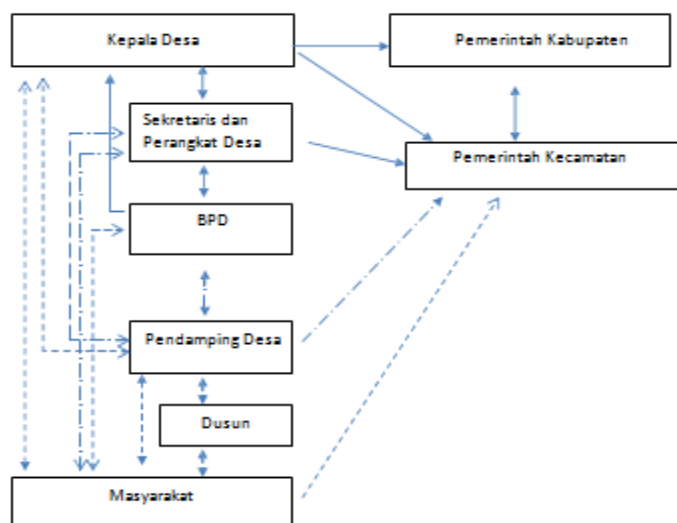 Kepala Desa
Pemerintah Kabupaten
Sekretaris dan
Perangkat Desa
Pemerintah Kecamatan
BPD
Pendamping Desa
Dusun
Masyarakat